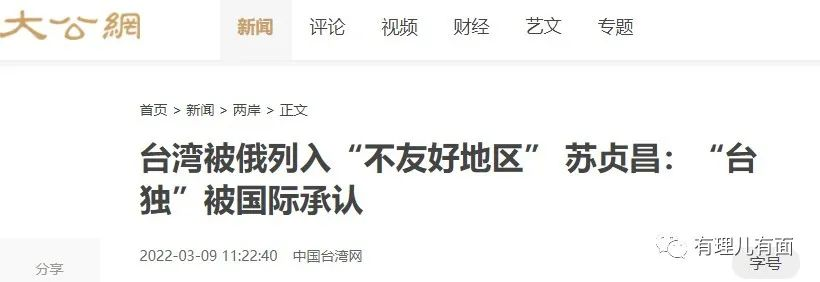 大公網 新闻 评论 视频 财经 艺文 专题
首页 > 新闻 > 两岸 > 正文
台湾被俄列入“不友好地区” 苏贞昌：“台
独”被国际承认
2022-03-09 11:22:40 中国台湾网
有理儿有面
分享
字号